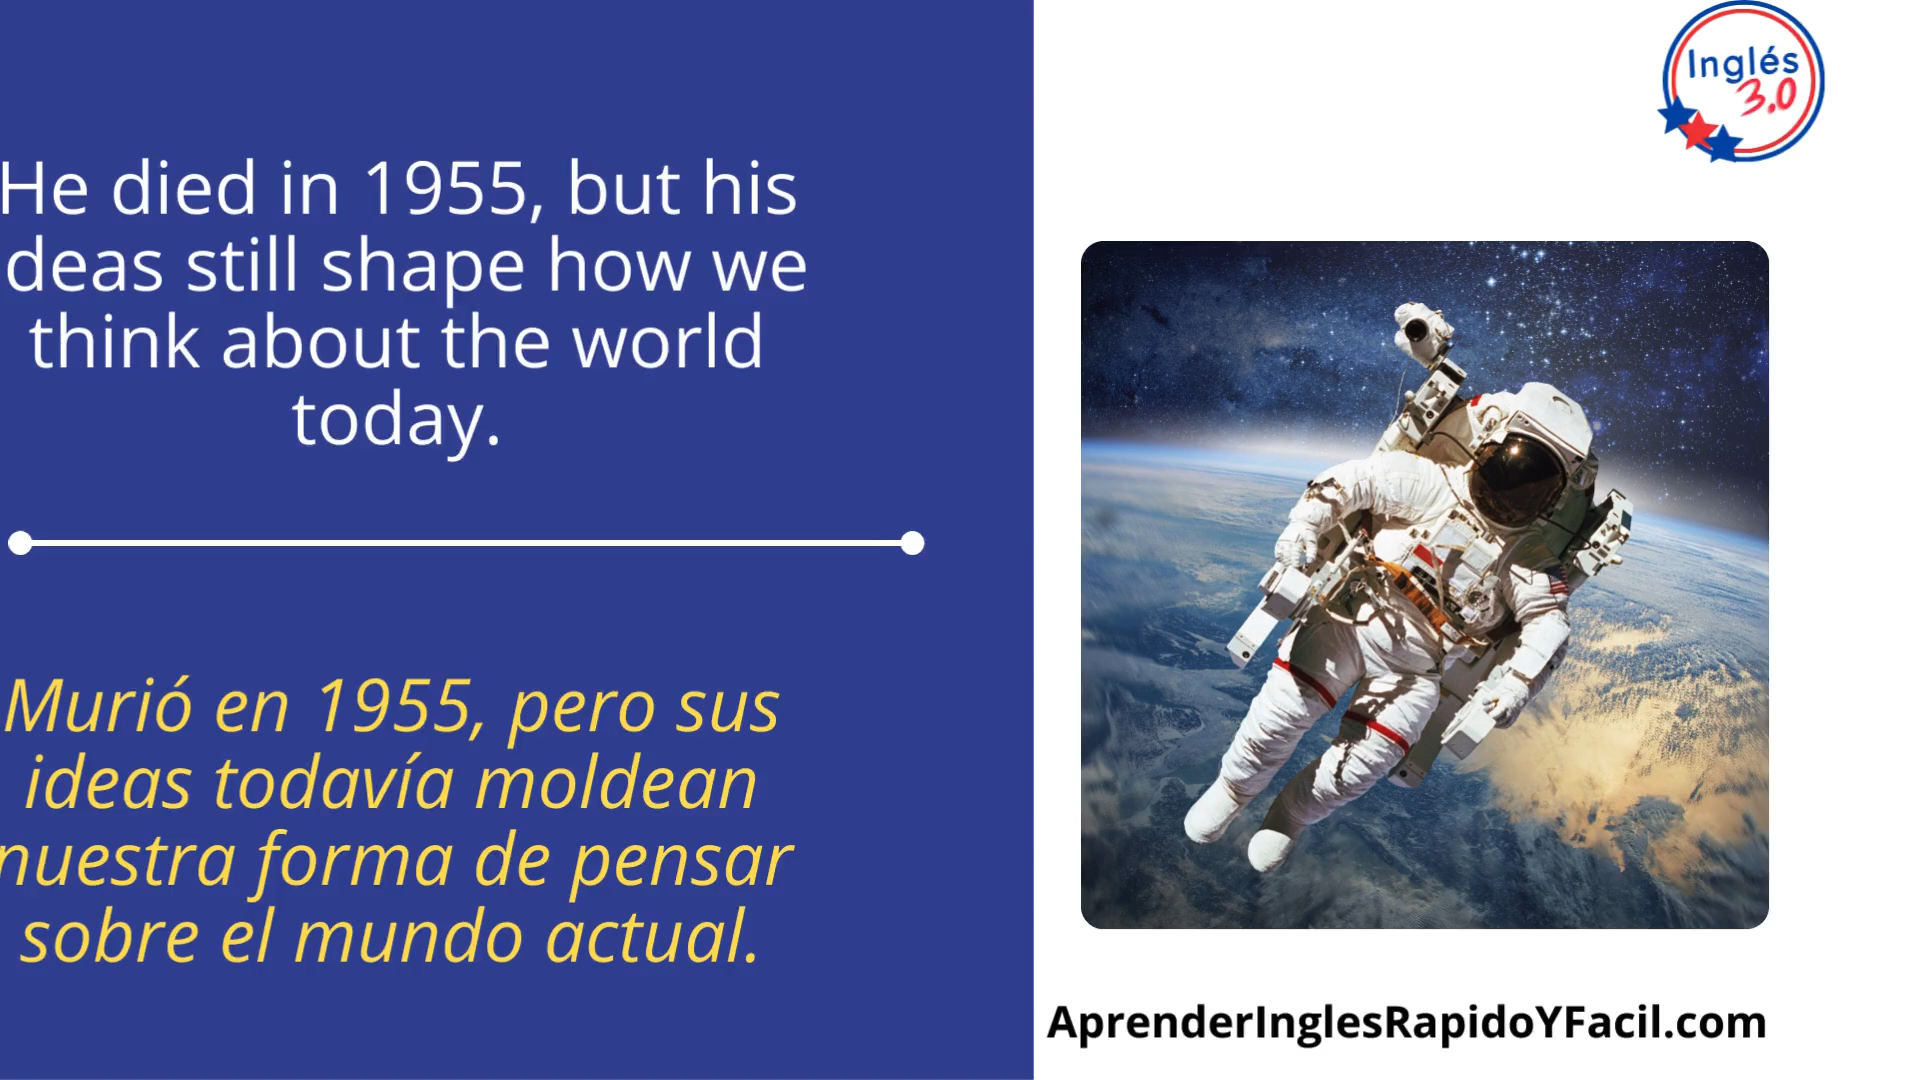 He died in 1955, but his
deas still shape how we
think about the world
today.
Murió en 1955, pero sus
ideas todavía moldean
nuestra forma de pensar
sobre el mundo actual.
Inglés
3.0
AprenderInglesRapidoYFacil.com